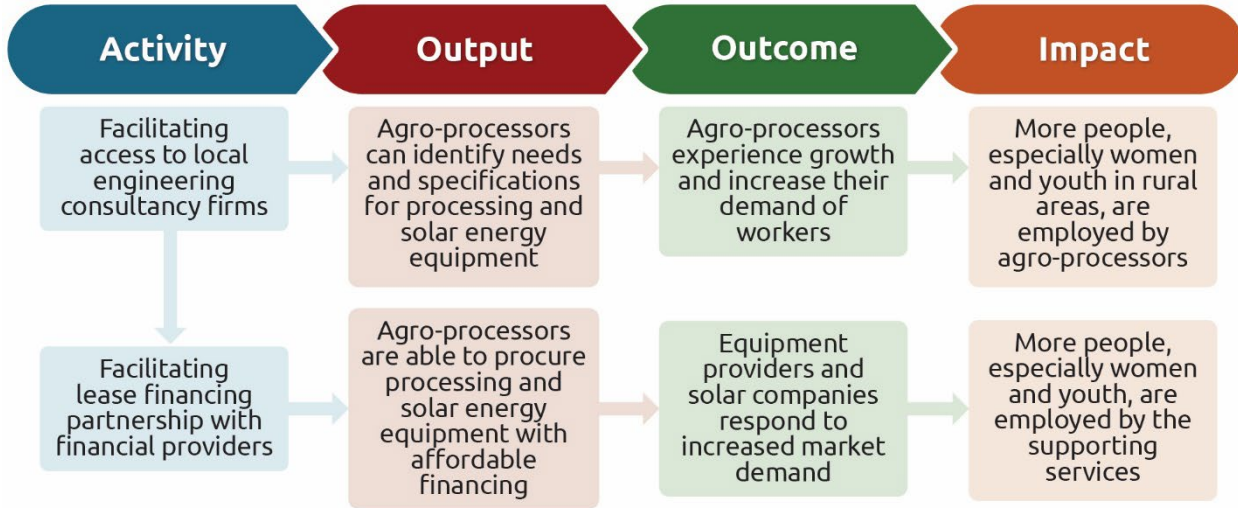 Activity
Output
Outcome
Impact
Facilitating
access to local
engineering
consultancy firms
Agro-processors
can identify needs
and specifications
for processing and
solar energy
equipment
Agro-processors
experience growth
and increase their
demand of
workers
More people,
especially women
and youth in rural
areas, are
employed by
agro-processors
Facilitating
lease financing
partnership with
financial providers
Agro-processors
are able to procure
processing and
solar energy
equipment with
affordable
financing
Equipment
providers and
solar companies
respond to
increased market
demand
More people,
especially women
and youth, are
employed by the
supporting
services